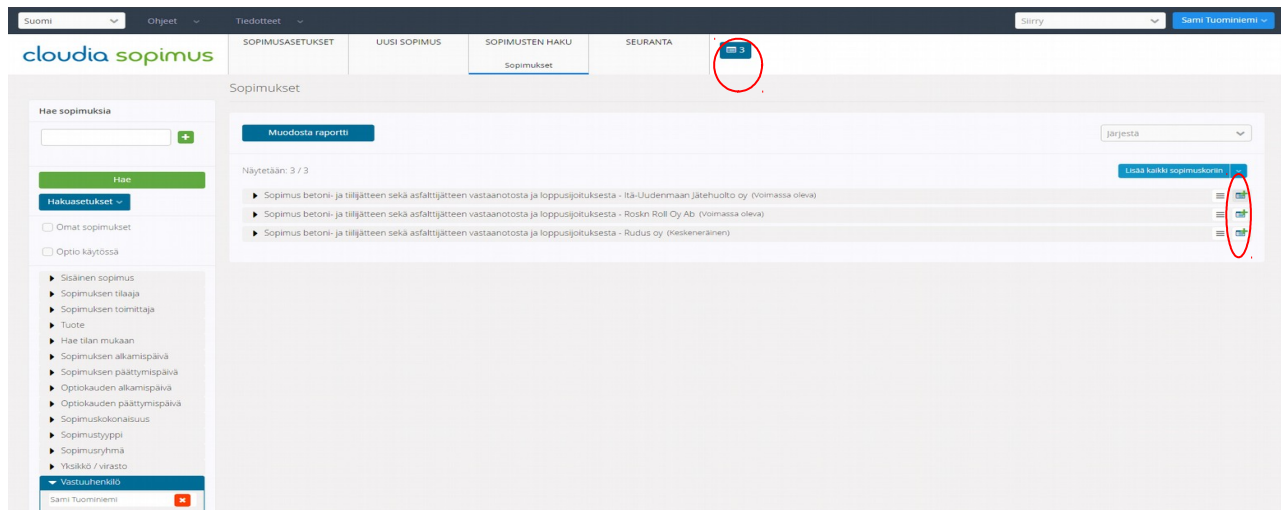 Suomi Ohjeet Tiedotteet Siirry Sami Tuominiemi
cloudia sopimus
SOPIMUSASETUKSET UUSI SOPIMUS SOPIMUSTEN HAKU SEURANTA 3
Sopimukset
Sopimukset
Hae sopimuksia
Hae
Hakuasetukset
Omat sopimukset
Optio käytössä
Sisäinen sopimus
Sopimuksen tilaaja
Sopimuksen toimittaja
Tuote
Hae tilan mukaan
Sopimuksen alkamispäivä
Sopimuksen päättymispäivä
Optiokauden alkamispäivä
Optiokauden päättymispäivä
Sopimuskokonaisuus
Sopimustyyppi
Sopimusryhmä
Yksikkö / virasto
Vastuuhenkilö
Sami Tuominiemi
Muodosta raportti
Järjestä
Näytetään: 3 / 3
Lisää kaikki sopimuskoriin
Sopimus betoni- ja tiilijätteen sekä asfalttijätteen vastaanotosta ja loppusijoituksesta - Itä-Uudenmaan Jätehuolto oy (Voimassa oleva)
Sopimus betoni- ja tiilijätteen sekä asfalttijätteen vastaanotosta ja loppusijoituksesta - Roskn Roll Oy Ab (Voimassa oleva)
Sopimus betoni- ja tiilijätteen sekä asfalttijätteen vastaanotosta ja loppusijoituksesta - Rudus oy (Keskeneräinen)